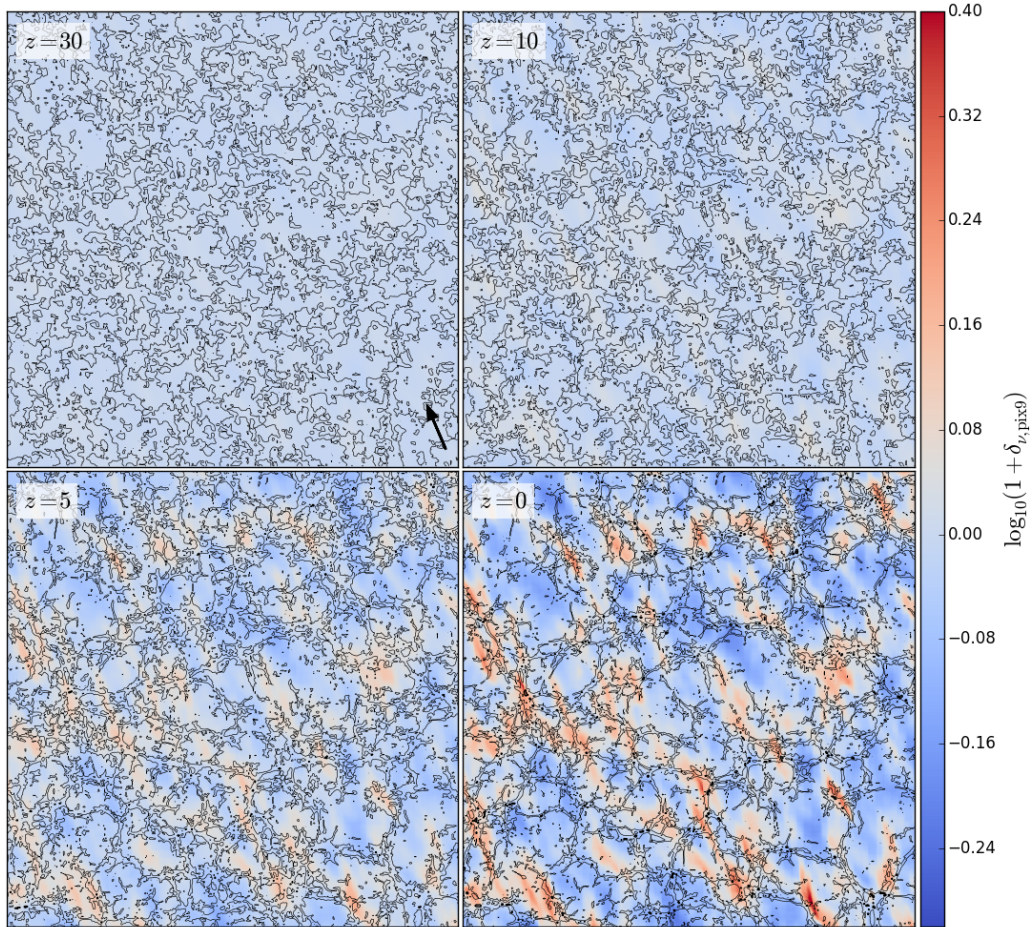 z = 30
z = 10
z = 5
z = 0
0.40
0.32
0.24
0.16
0.08
0.00
−0.08
−0.16
−0.24
log₁₀(1 + δ_ν,pix9)